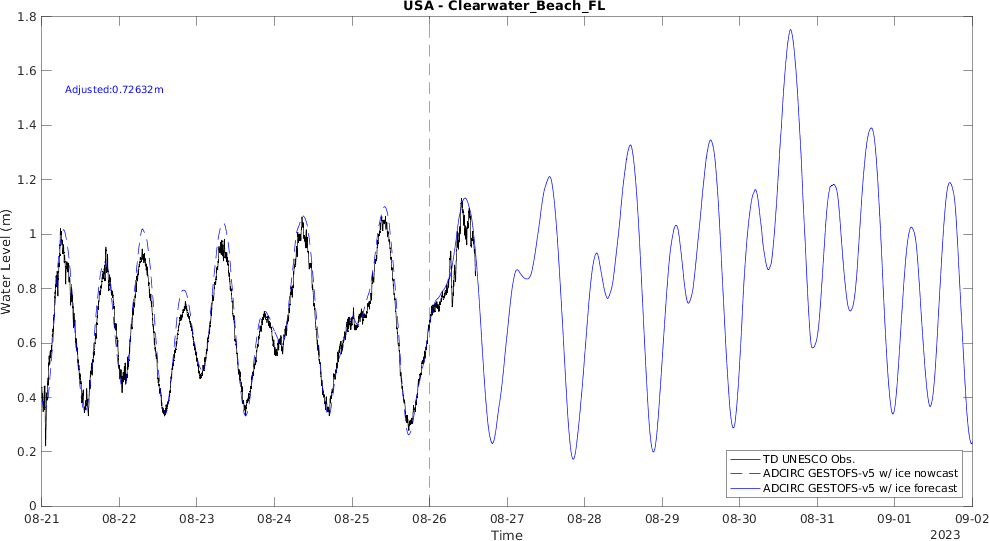 USA - Clearwater_Beach_FL
1.8
1.6
1.4
1.2
1
0.8
0.6
0.4
0.2
0
Water Level (m)
Adjusted:0.72632m
TD UNESCO Obs.
ADCIRC GESTOFS-v5 w/ ice nowcast
ADCIRC GESTOFS-v5 w/ ice forecast
08-21 08-22 08-23 08-24 08-25 08-26 08-27 08-28 08-29 08-30 08-31 09-01 09-02
Time
2023